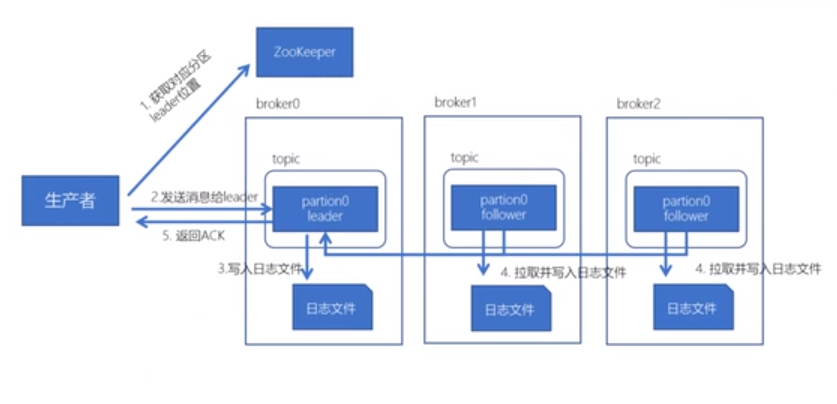 ZooKeeper
1. 获取对应分区
leader位置
broker0
broker1
broker2
topic
topic
topic
生产者
2.发送消息给leader
partion0
leader
partion0
follower
partion0
follower
5. 返回ACK
3.写入日志文件
4. 拉取并写入日志文件
4. 拉取并写入日志文件
日志文件
日志文件
日志文件